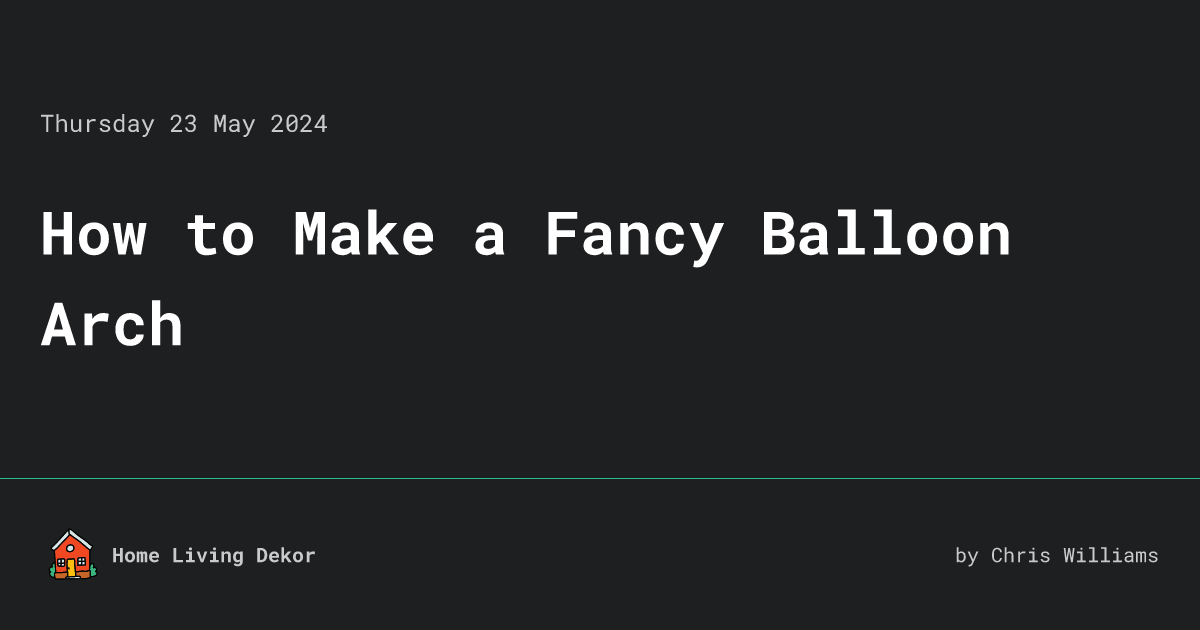 Thursday 23 May 2024
How to Make a Fancy Balloon
Arch
Home Living Dekor
by Chris Williams